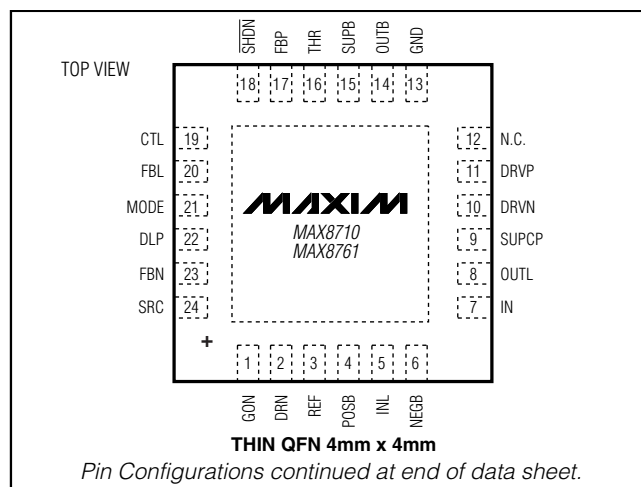 TOP VIEW
SHDN FBP THR SUPB OUTB GND
18 17 16 15 14 13
CTL 19
FBL 20
MODE 21
DLP 22
FBN 23
SRC 24
MAXIM
MAX8710
MAX8761
12 N.C.
11 DRVP
10 DRVN
9 SUPCP
8 OUTL
7 IN
+
1 2 3 4 5 6
GON DRN REF POSB INL NEGB
THIN QFN 4mm x 4mm
Pin Configurations continued at end of data sheet.